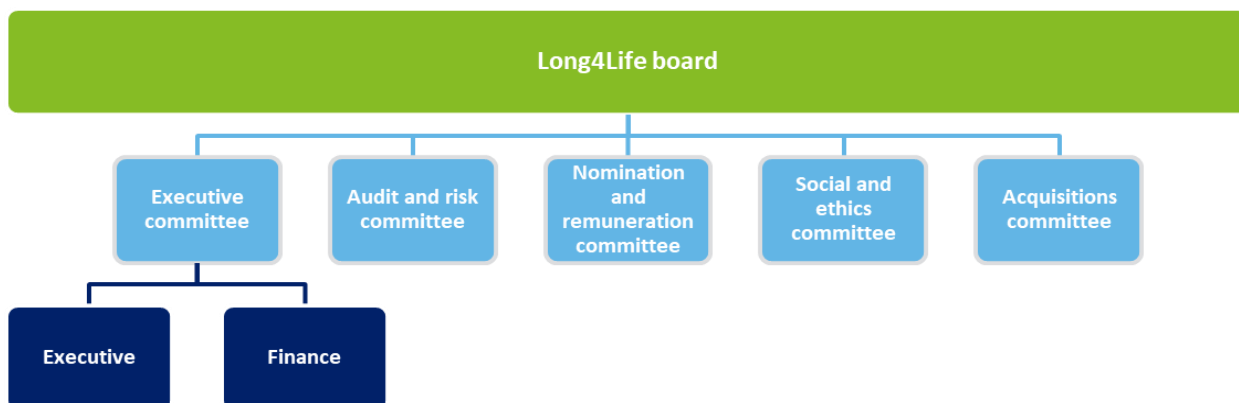 Long4Life board
Executive
committee
Audit and risk
committee
Nomination
and
remuneration
committee
Social and
ethics
committee
Acquisitions
committee
Executive
Finance